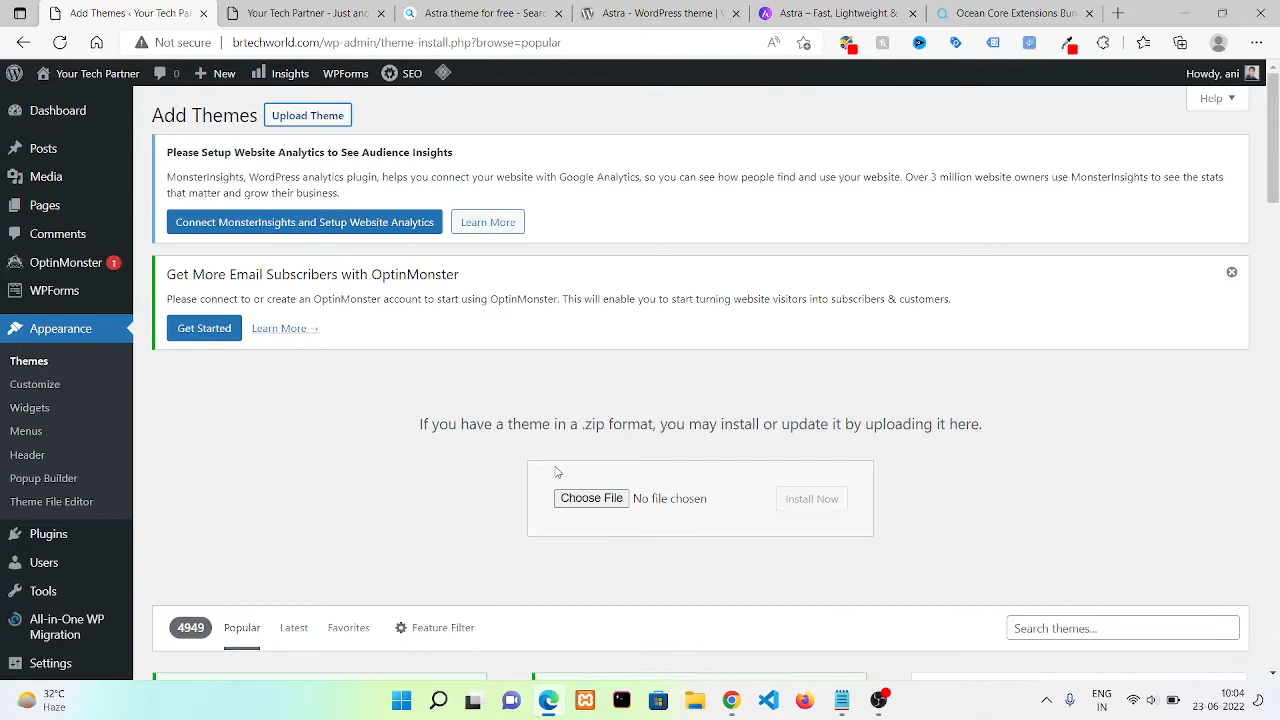 Add Themes ‹ Your Tech Par
Your Tech Partner - Just anot
Astra theme for free - Search
Astra - WordPress theme | W
Astra – Fast, Lightweight &
Ocean Core Extensions Bun
Not secure | brtechworld.com/wp-admin/theme-install.php?browse=popular
Your Tech Partner 0 New Insights WPForms SEO Howdy, ani
Help
Add Themes Upload Theme
Please Setup Website Analytics to See Audience Insights
MonsterInsights, WordPress analytics plugin, helps you connect your website with Google Analytics, so you can see how people find and use your website. Over 3 million website owners use MonsterInsights to see the stats
that matter and grow their business.
Connect MonsterInsights and Setup Website Analytics Learn More
Get More Email Subscribers with OptinMonster
Please connect to or create an OptinMonster account to start using OptinMonster. This will enable you to start turning website visitors into subscribers & customers.
Get Started Learn More →
If you have a theme in a .zip format, you may install or update it by uploading it here.
Choose File No file chosen Install Now
4949 Popular Latest Favorites Feature Filter Search themes...
Dashboard
Posts
Media
Pages
Comments
OptinMonster 1
WPForms
Appearance
Themes
Customize
Widgets
Menus
Header
Popup Builder
Theme File Editor
Plugins
Users
Tools
All-in-One WP
Migration
Settings
32°C
Haze
ENG
IN
10:04
23-06-2022